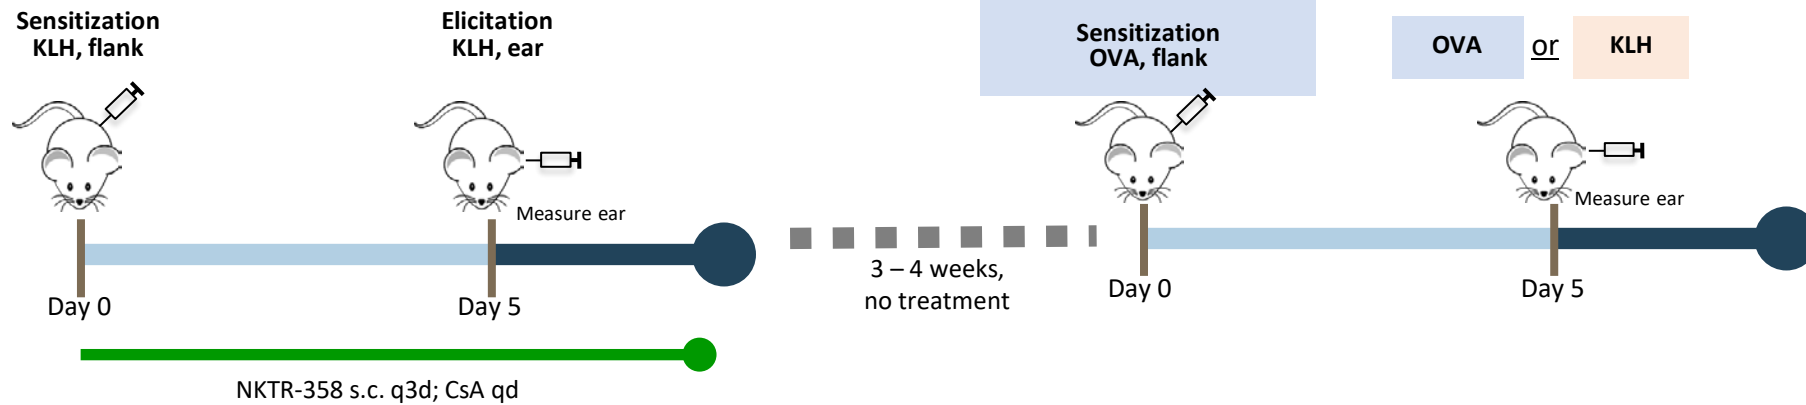 Sensitization
KLH, flank
Elicitation
KLH, ear
Sensitization
OVA, flank
OVA or KLH
Measure ear
Measure ear
3 – 4 weeks,
no treatment
Day 0
Day 5
Day 0
Day 5
NKTR-358 s.c. q3d; CsA qd